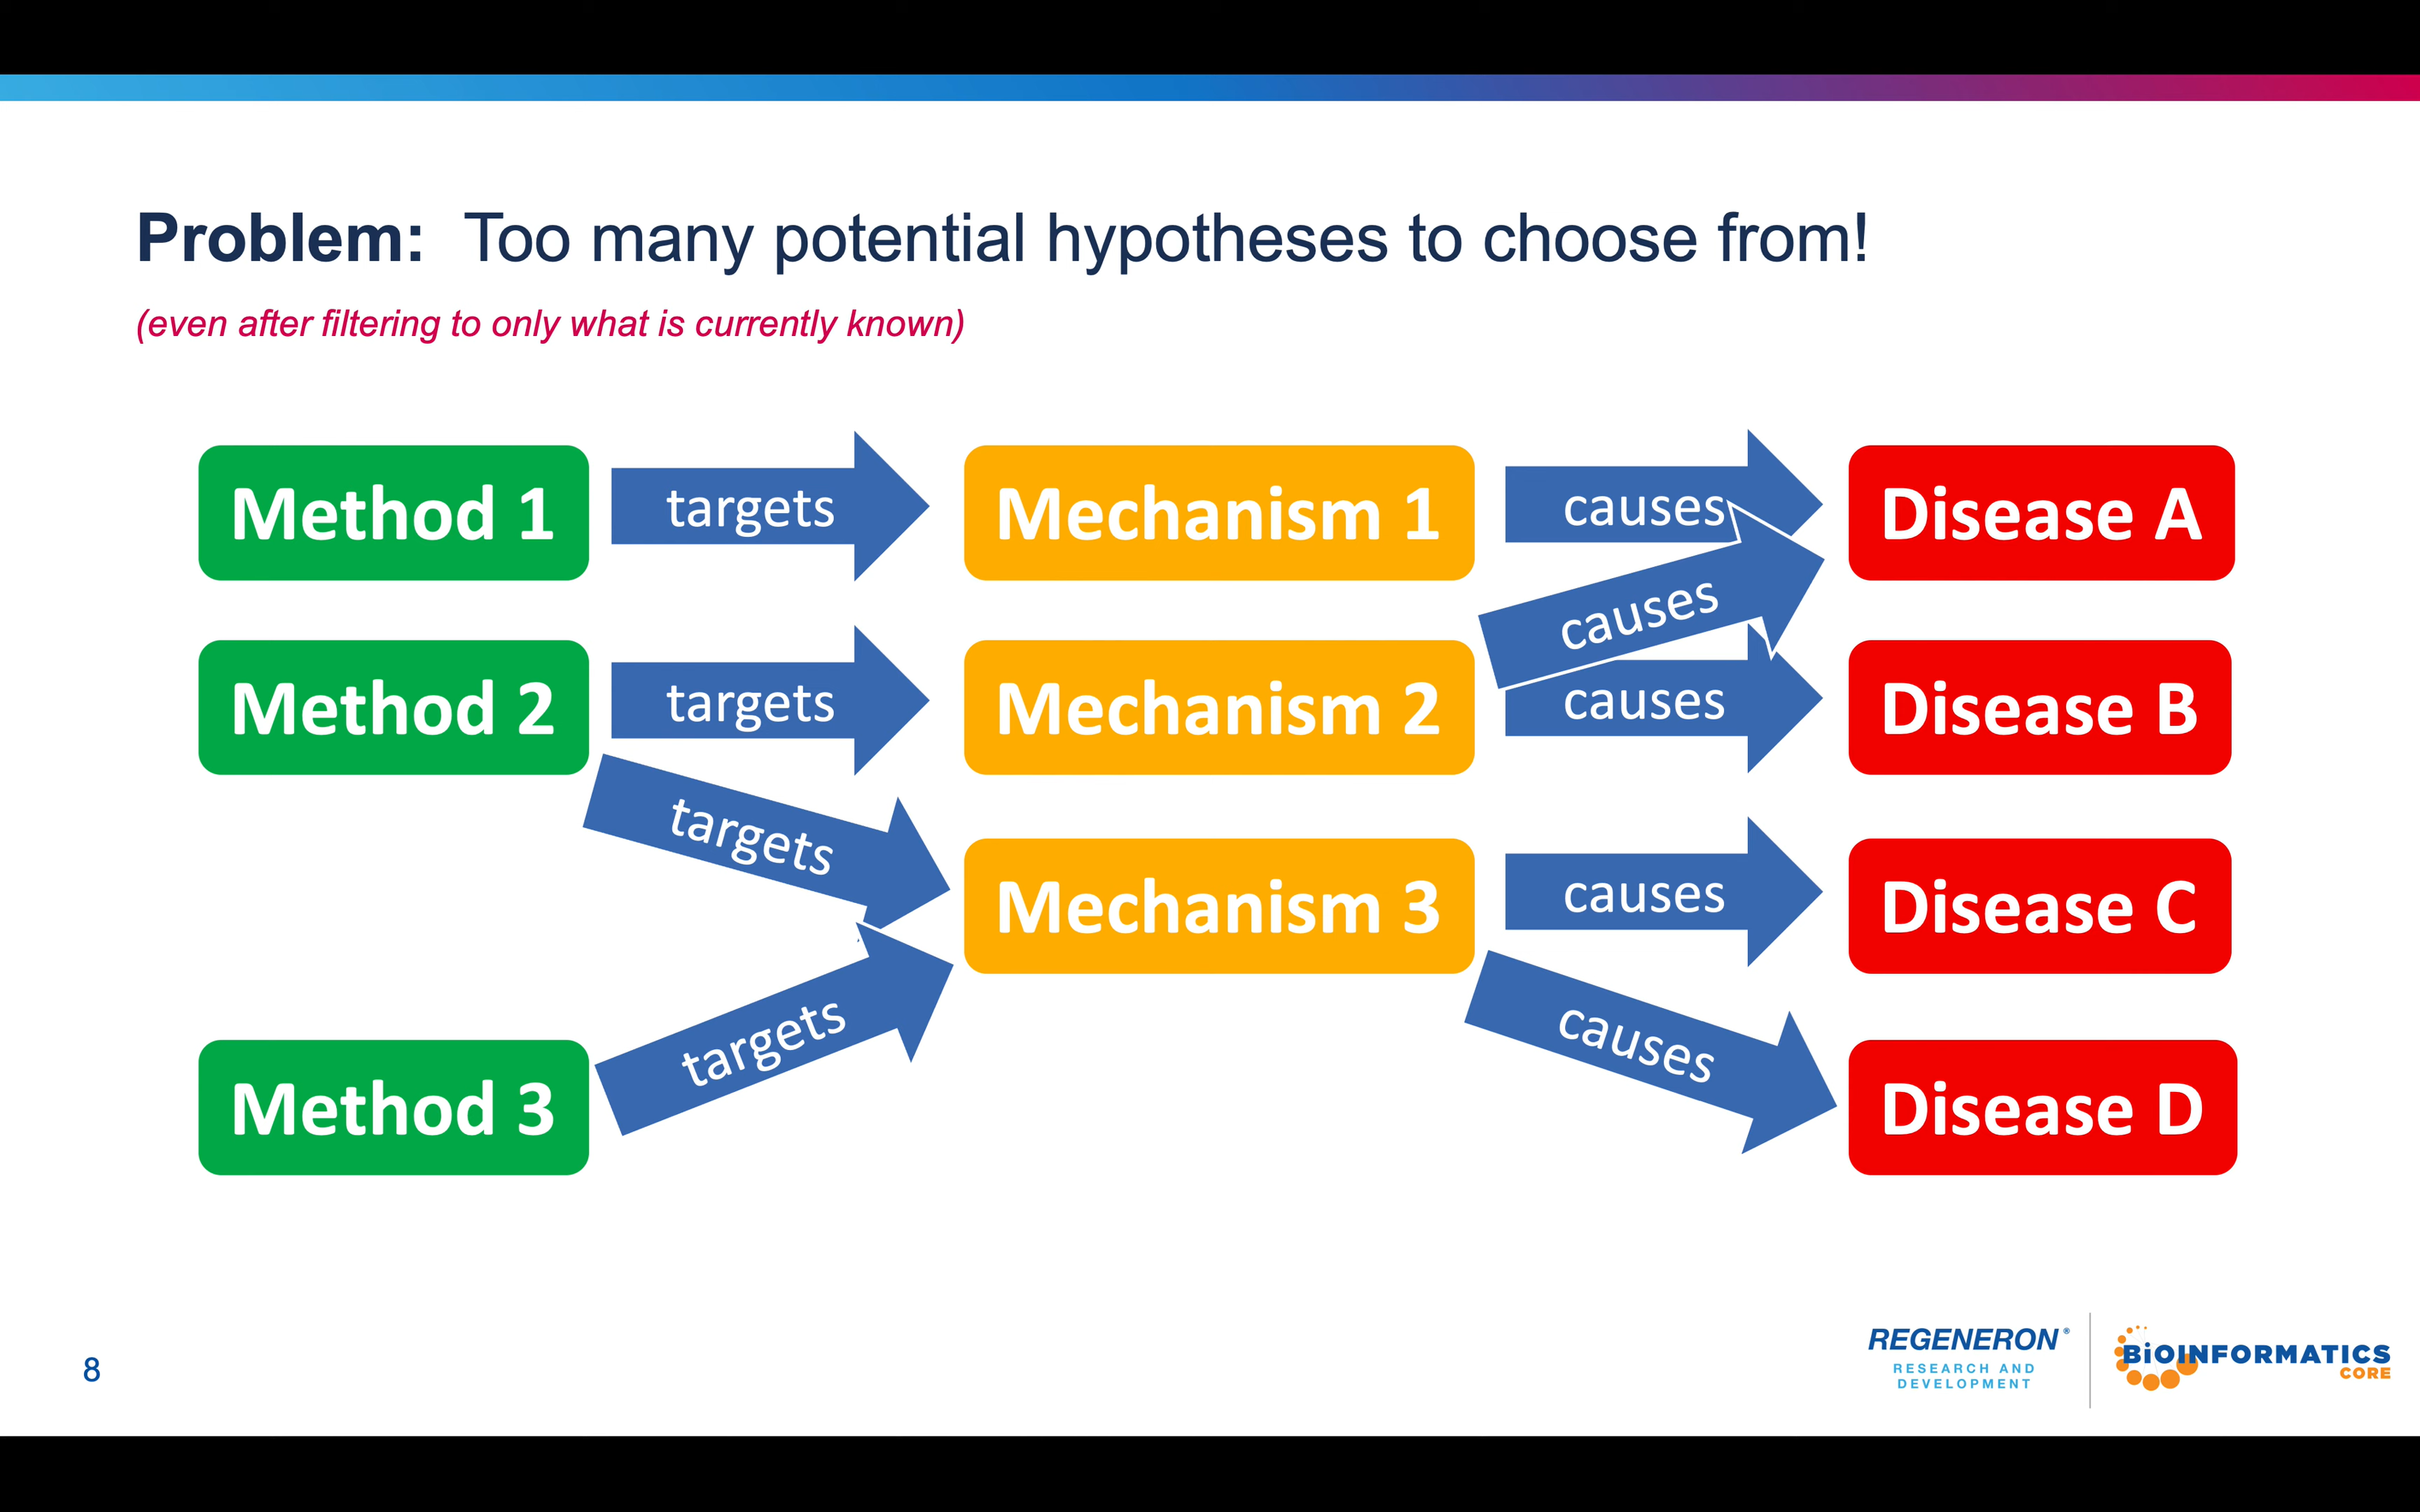 Problem: Too many potential hypotheses to choose from!
(even after filtering to only what is currently known)
Method 1
targets
Mechanism 1
causes
Disease A
causes
Method 2
targets
Mechanism 2
causes
Disease B
targets
Mechanism 3
causes
Disease C
targets
causes
Method 3
Disease D
8
REGENERON®
RESEARCH AND
DEVELOPMENT
BiOINFORMATICS
CORE